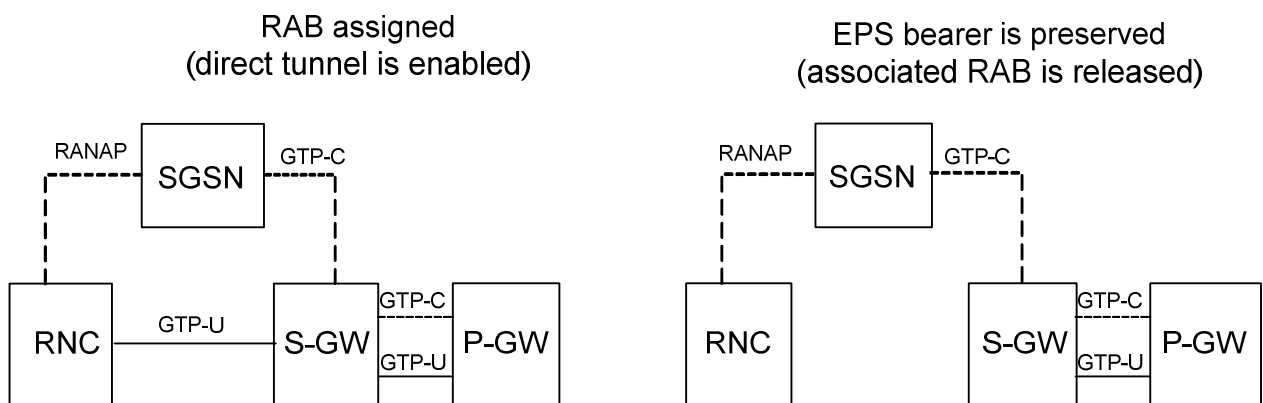 RAB assigned
(direct tunnel is enabled)
RANAP
GTP-C
SGSN
RNC
GTP-U
S-GW
GTP-C
GTP-U
P-GW
EPS bearer is preserved
(associated RAB is released)
RANAP
GTP-C
SGSN
RNC
S-GW
GTP-C
GTP-U
P-GW